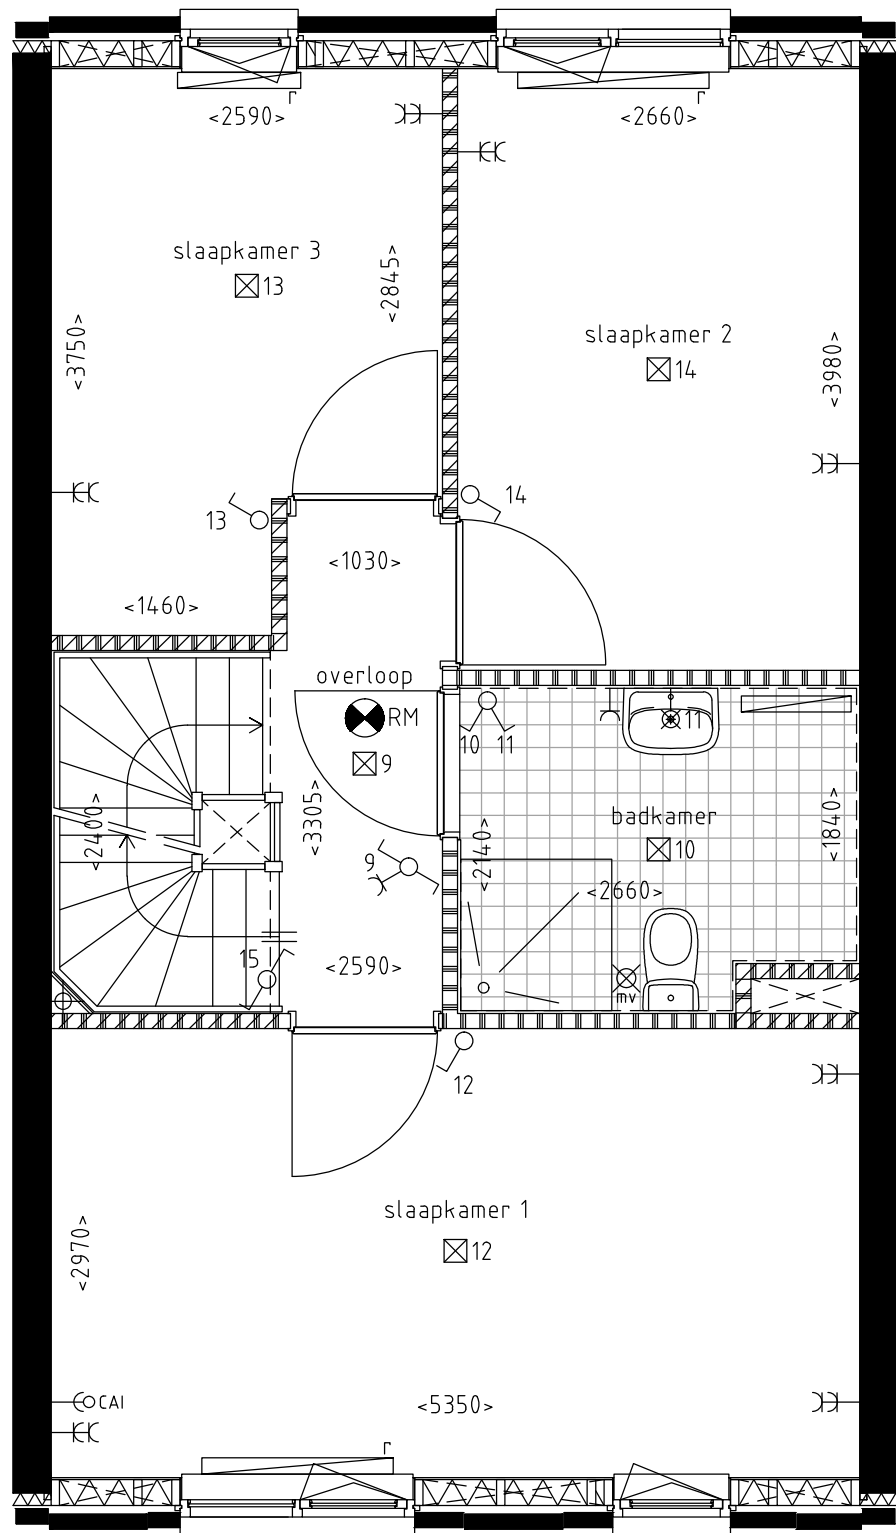 r
r
<2590>
<2660>
slaapkamer 3
13
<2845>
<3750>
slaapkamer 2
14
<3980>
13
14
<1030>
<1460>
overloop
RM
9
10
11
11
<2400>
<3305>
badkamer
10
<1840>
<2140>
9
<2660>
15
<2590>
mv
12
slaapkamer 1
12
<2970>
CAI
<5350>
r